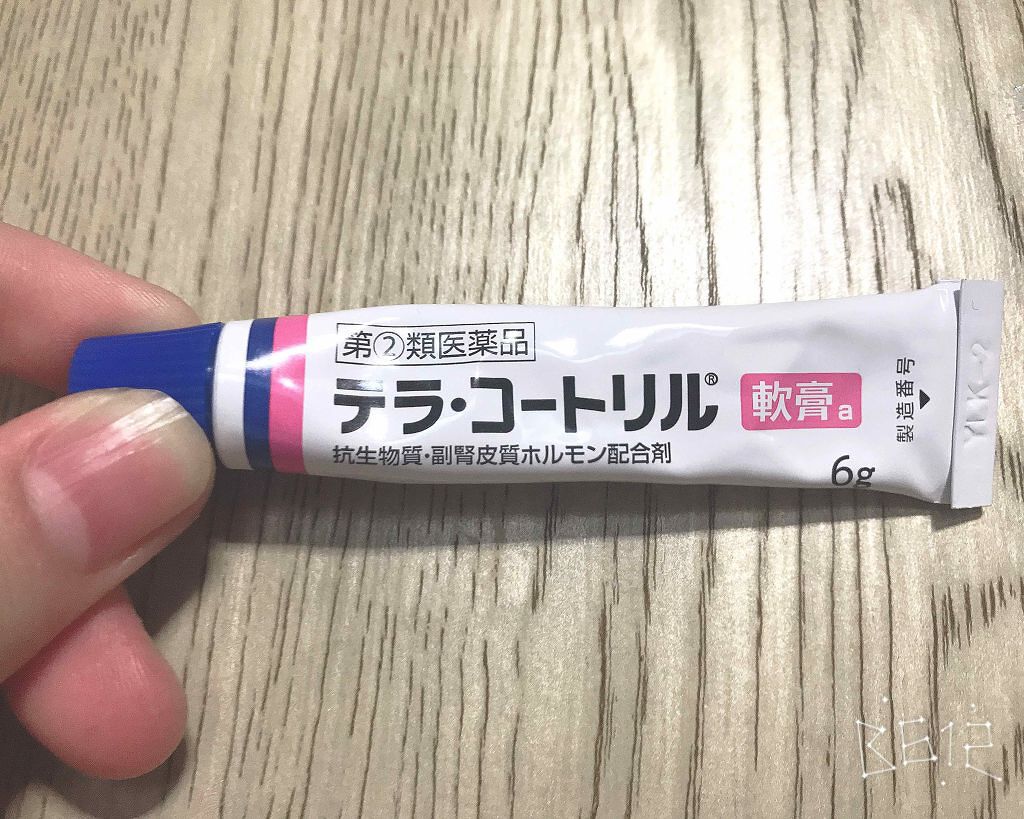 第②類医薬品
テラ・コートリル® 軟膏a
抗生物質・副腎皮質ホルモン配合剤
6g
製造番号▶